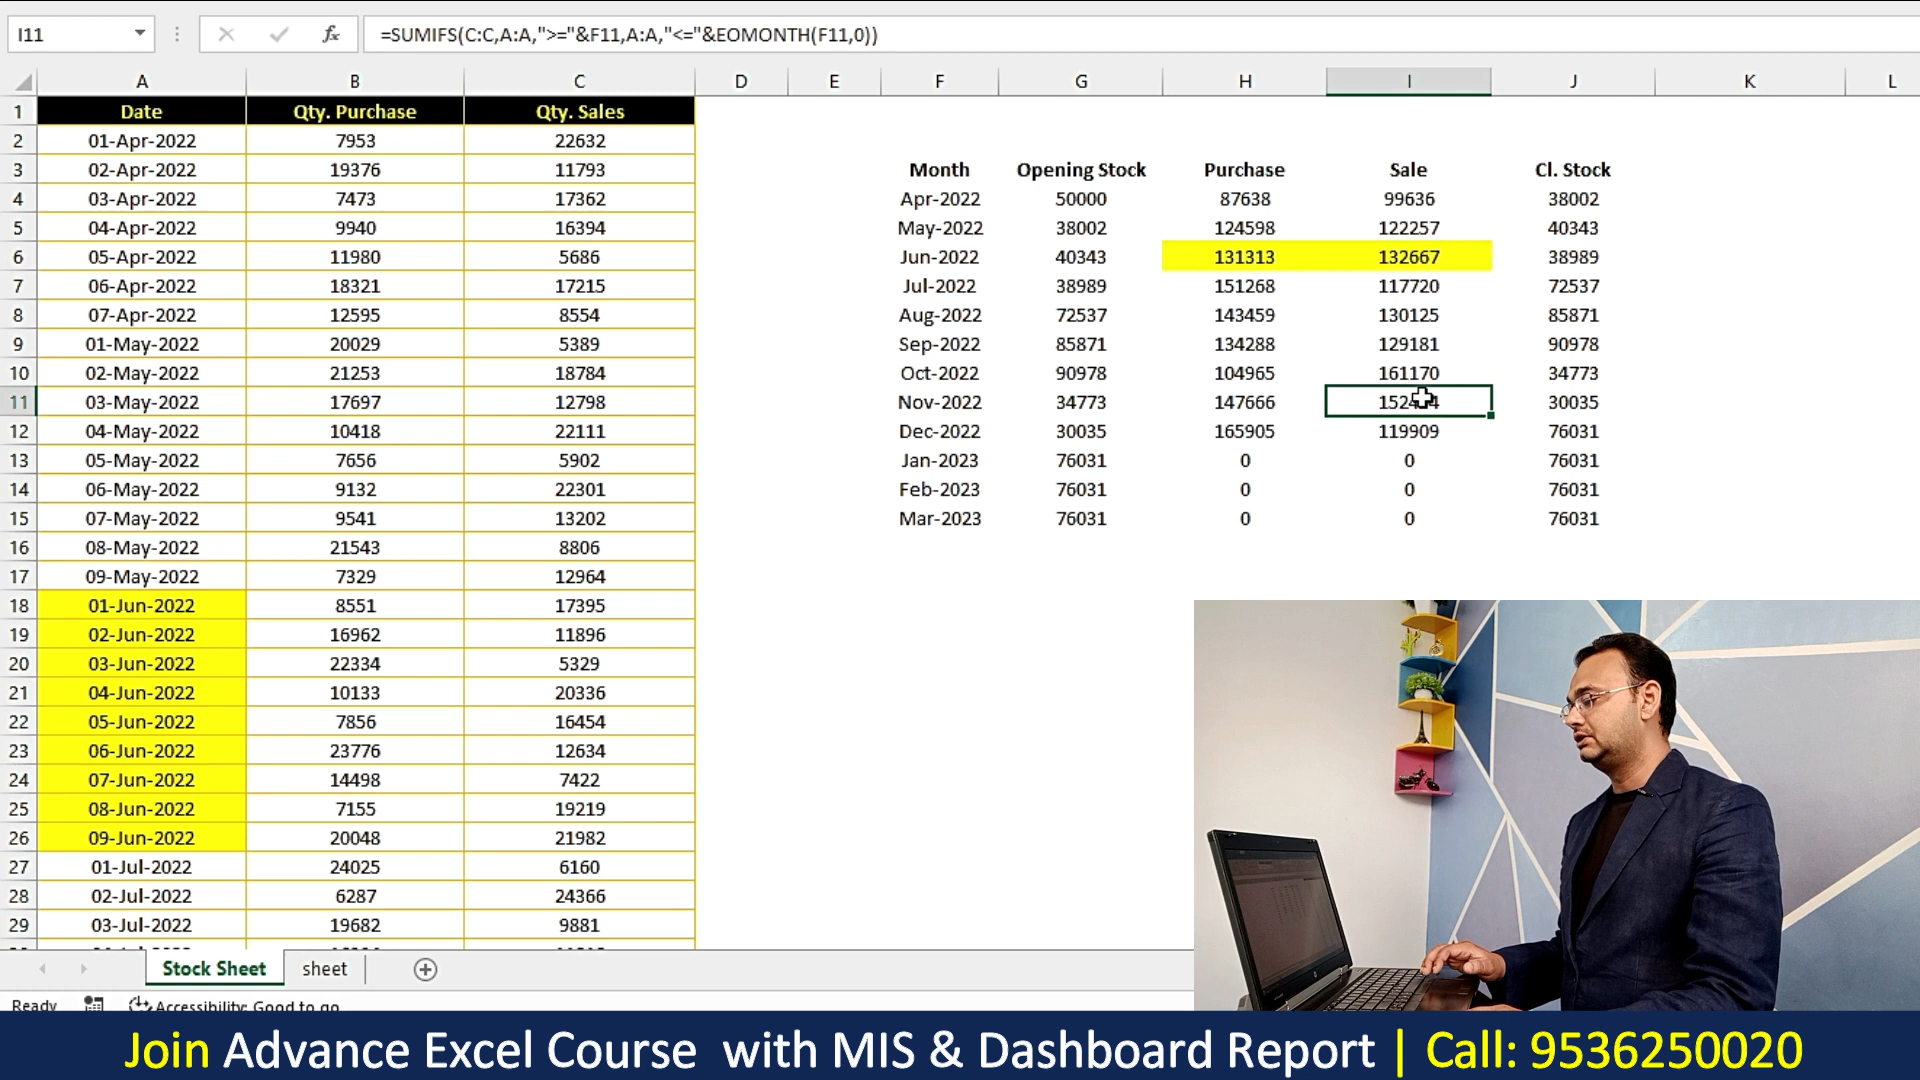 I11 fx =SUMIFS(C:C,A:A,">="&F11,A:A,"<="&EOMONTH(F11,0))
A B C D E F G H I J K L
1 Date Qty. Purchase Qty. Sales
2 01-Apr-2022 7953 22632
3 02-Apr-2022 19376 11793 Month Opening Stock Purchase Sale Cl. Stock
4 03-Apr-2022 7473 17362 Apr-2022 50000 87638 99636 38002
5 04-Apr-2022 9940 16394 May-2022 38002 124598 122257 40343
6 05-Apr-2022 11980 5686 Jun-2022 40343 131313 132667 38989
7 06-Apr-2022 18321 17215 Jul-2022 38989 151268 117720 72537
8 07-Apr-2022 12595 8554 Aug-2022 72537 143459 130125 85871
9 01-May-2022 20029 5389 Sep-2022 85871 134288 129181 90978
10 02-May-2022 21253 18784 Oct-2022 90978 104965 161170 34773
11 03-May-2022 17697 12798 Nov-2022 34773 147666 30035
12 04-May-2022 10418 22111 Dec-2022 30035 165905 119909 76031
13 05-May-2022 7656 5902 Jan-2023 76031 0 0 76031
14 06-May-2022 9132 22301 Feb-2023 76031 0 0 76031
15 07-May-2022 9541 13202 Mar-2023 76031 0 0 76031
16 08-May-2022 21543 8806
17 09-May-2022 7329 12964
18 01-Jun-2022 8551 17395
19 02-Jun-2022 16962 11896
20 03-Jun-2022 22334 5329
21 04-Jun-2022 10133 20336
22 05-Jun-2022 7856 16454
23 06-Jun-2022 23776 12634
24 07-Jun-2022 14498 7422
25 08-Jun-2022 7155 19219
26 09-Jun-2022 20048 21982
27 01-Jul-2022 24025 6160
28 02-Jul-2022 6287 24366
29 03-Jul-2022 19682 9881
Stock Sheet sheet
Ready Accessibility: Good to go
Join Advance Excel Course with MIS & Dashboard Report | Call: 9536250020